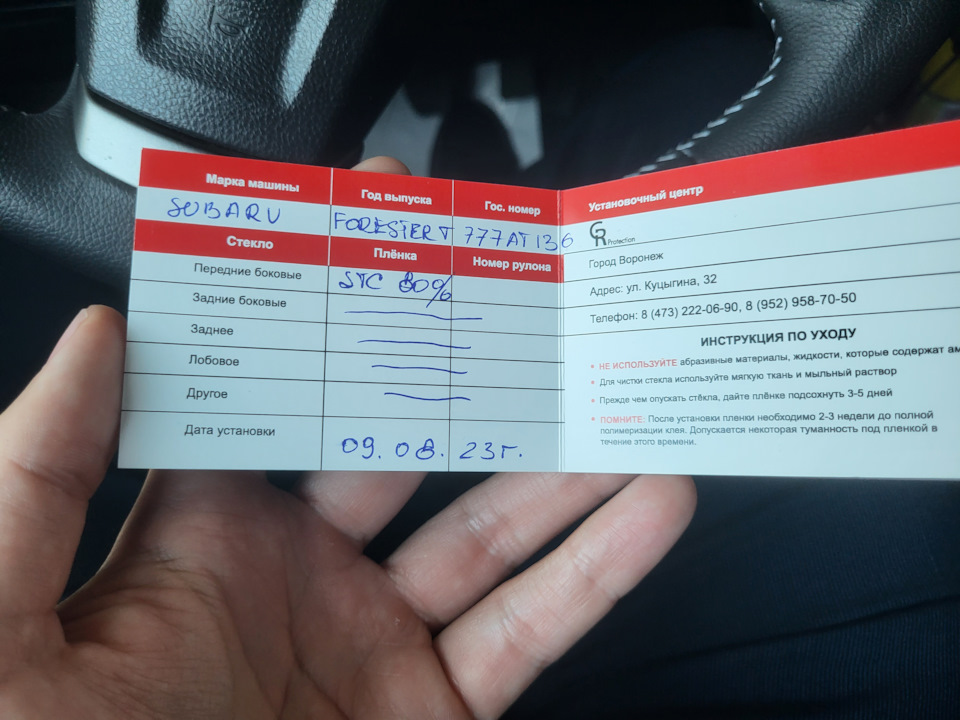 Марка машины Год выпуска Гос. номер
SUBARU FORESTER 777AT136
Стекло Плёнка Номер рулона
Передние боковые STC 80%
Задние боковые
Заднее
Лобовое
Другое
Дата установки 09. 08. 23г.
Установочный центр
GR Protection
Город Воронеж
Адрес: ул. Куцыгина, 32
Телефон: 8 (473) 222-06-90, 8 (952) 958-70-50
ИНСТРУКЦИЯ ПО УХОДУ
• НЕ ИСПОЛЬЗУЙТЕ абразивные материалы, жидкости, которые содержат ам
• Для чистки стекла используйте мягкую ткань и мыльный раствор
• Прежде чем опускать стёкла, дайте плёнке подсохнуть 3-5 дней
• ПОМНИТЕ: После установки пленки необходимо 2-3 недели до полной
полимеризации клея. Допускается некоторая туманность под пленкой в
течение этого времени.